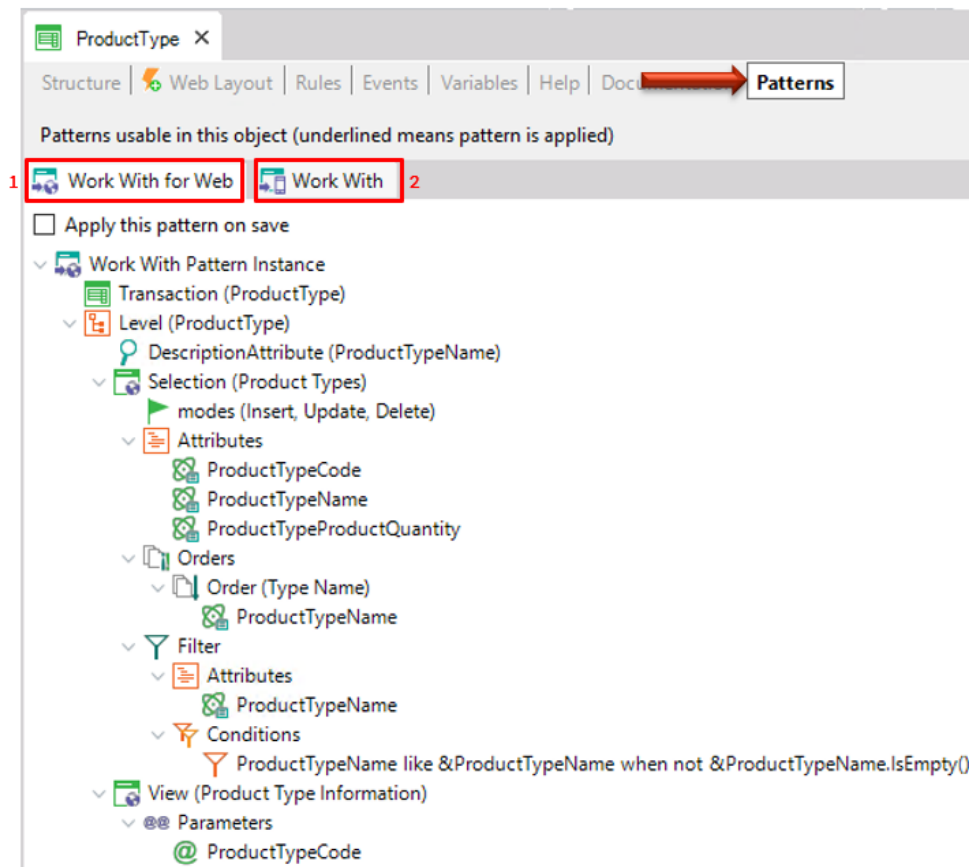 ProductType
Structure Web Layout Rules Events Variables Help Patterns
Patterns usable in this object (underlined means pattern is applied)
1 Work With for Web Work With 2
Apply this pattern on save
Work With Pattern Instance
Transaction (ProductType)
Level (ProductType)
DescriptionAttribute (ProductTypeName)
Selection (Product Types)
modes (Insert, Update, Delete)
Attributes
ProductTypeCode
ProductTypeName
ProductTypeProductQuantity
Orders
Order (Type Name)
ProductTypeName
Filter
Attributes
ProductTypeName
Conditions
ProductTypeName like &ProductTypeName when not &ProductTypeName.IsEmpty()
View (Product Type Information)
Parameters
ProductTypeCode